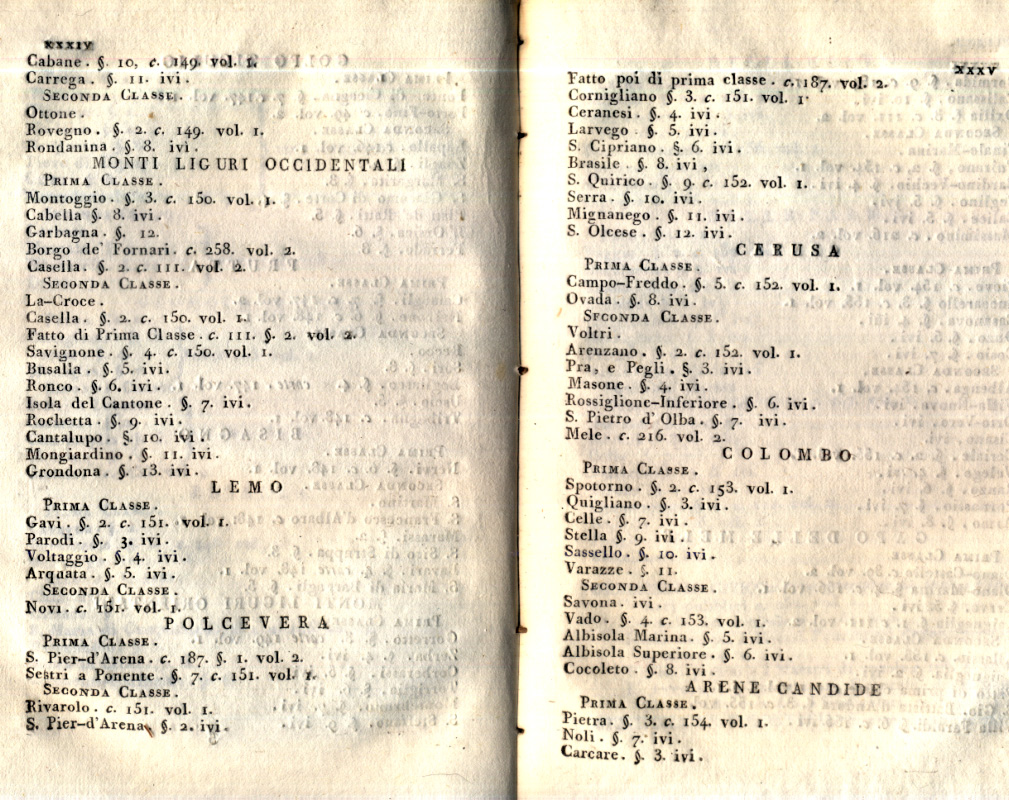 XXXIV
Cabane. §. 10, c. 149. vol. 1.
Carrega. §. 11. ivi.
SECONDA CLASSE.
Ottone.
Rovegno. §. 2. c. 149. vol. 1.
Rondanina. §. 8. ivi.
MONTI LIGURI OCCIDENTALI
PRIMA CLASSE.
Montoggio. §. 3. c. 150. vol. 1.
Cabella §. 8. ivi.
Garbagna. §. 12.
Borgo de' Fornari. c. 258. vol. 2.
Casella. §. 2. c. 111. vol. 2.
SECONDA CLASSE.
La-Croce.
Casella. §. 2. c. 150. vol. 1.
Fatto di Prima Classe. c. 111. §. 2. vol. 2.
Savignone. §. 4. c. 150. vol. 1.
Busalla. §. 5. ivi.
Ronco. §. 6. ivi.
Isola del Cantone. §. 7. ivi.
Rochetta. §. 9. ivi.
Cantalupo. §. 10. ivi.
Mongiardino. §. 11. ivi.
Grondona. §. 13. ivi.
LEMO
PRIMA CLASSE.
Gavi. §. 2. c. 151. vol. 1.
Parodi. §. 3. ivi.
Voltaggio. §. 4. ivi.
Arquata. §. 5. ivi.
SECONDA CLASSE.
Novi. c. 151. vol. 1.
POLCEVERA
PRIMA CLASSE.
S. Pier-d'Arena. c. 187. §. 1. vol. 2.
Sestri a Ponente. §. 7. c. 151. vol. 1.
SECONDA CLASSE.
Rivarolo. c. 151. vol. 1.
S. Pier-d'Arena, §. 2. ivi.
XXXV
Fatto poi di prima classe. c. 187. vol. 2.
Cornigliano §. 3. c. 151. vol. 1.
Ceranesi. §. 4. ivi.
Larvego. §. 5. ivi.
S. Cipriano. §. 6. ivi.
Brasile. §. 8. ivi,
S. Quirico. §. 9. c. 152. vol. 1.
Serra. §. 10. ivi.
Mignanego. §. 11. ivi.
S. Olcese. §. 12. ivi.
CERUSA
PRIMA CLASSE.
Campo-Freddo. §. 5. c. 152. vol. 1.
Ovada. §. 8. ivi.
SECONDA CLASSE.
Voltri.
Arenzano. §. 2. c. 152. vol. 1.
Pra, e Pegli. §. 3. ivi.
Masone. §. 4. ivi.
Rossiglione-Inferiore. §. 6. ivi.
S. Pietro d'Olba. §. 7. ivi.
Mele. c. 216. vol. 2.
COLOMBO
PRIMA CLASSE.
Spotorno. §. 2. c. 153. vol. 1.
Quigliano. §. 3. ivi.
Celle. §. 7. ivi.
Stella §. 9. ivi.
Sassello. §. 10. ivi.
Varazze. §. 11.
SECONDA CLASSE.
Savona. ivi.
Vado. §. 4. c. 153. vol. 1.
Albisola Marina. §. 5. ivi.
Albisola Superiore. §. 6. ivi.
Cocoleto. §. 8. ivi.
ARENE CANDIDE
PRIMA CLASSE.
Pietra. §. 3. c. 154. vol. 1.
Noli. §. 7. ivi.
Carcare. §. 3. ivi.